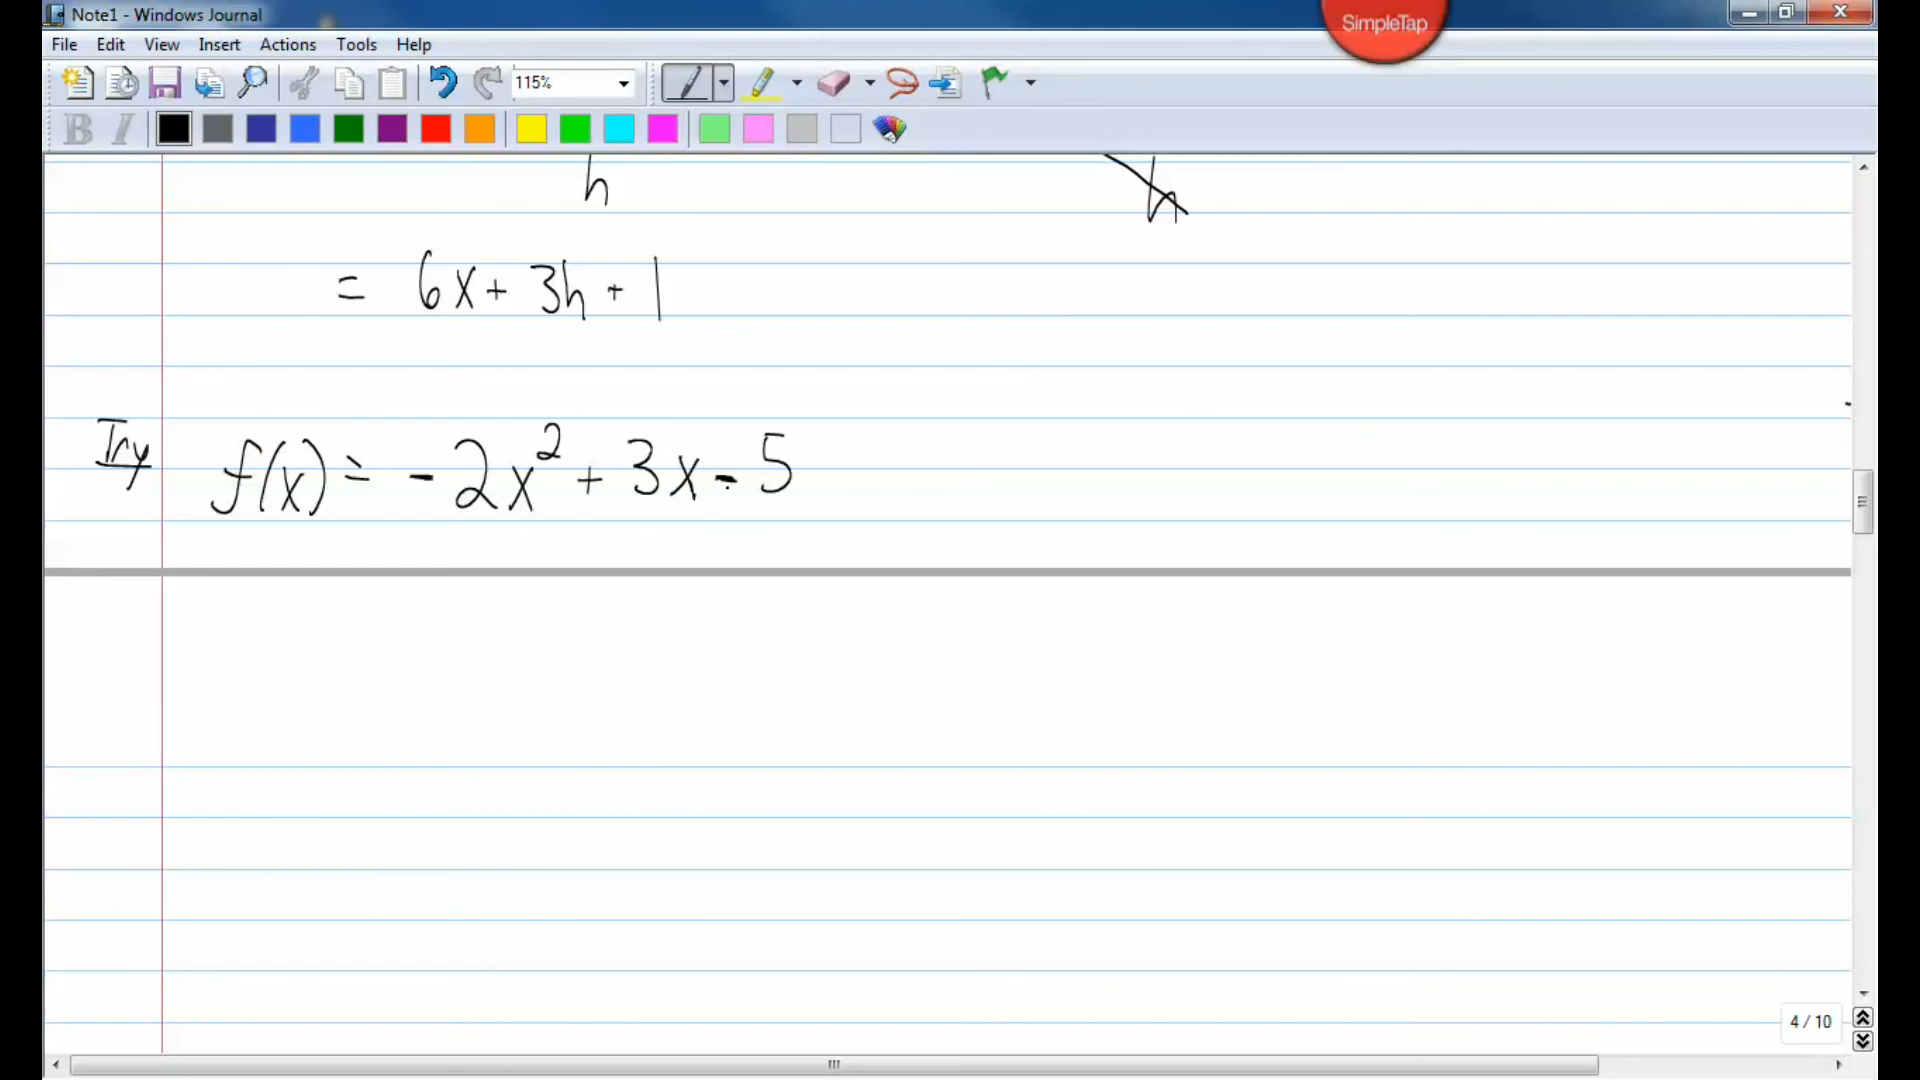 Note1 - Windows Journal
SimpleTap
File Edit View Insert Actions Tools Help
115%
B I
h h
= 6x + 3h + 1
Try f(x) = -2x² + 3x - 5
4 / 10